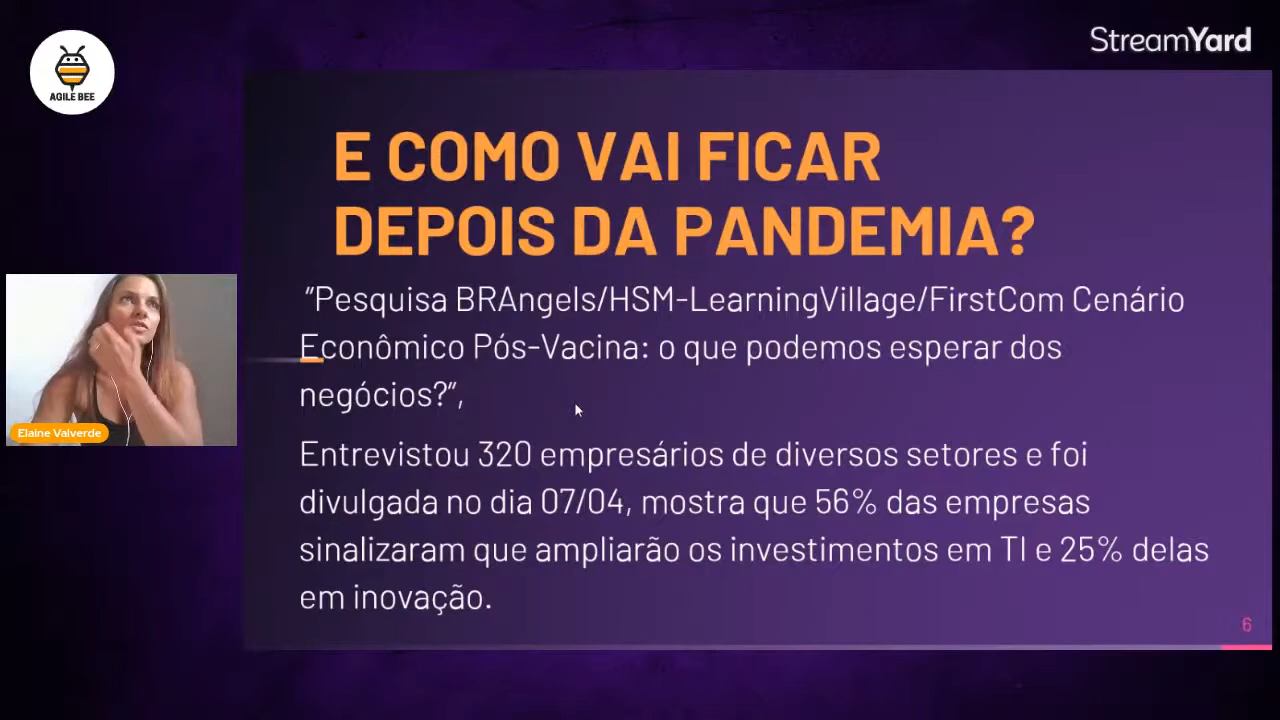 AGILE BEE
StreamYard
E COMO VAI FICAR
DEPOIS DA PANDEMIA?
“Pesquisa BRAngels/HSM-LearningVillage/FirstCom Cenário
Econômico Pós-Vacina: o que podemos esperar dos
negócios?“,
Entrevistou 320 empresários de diversos setores e foi
divulgada no dia 07/04, mostra que 56% das empresas
sinalizaram que ampliarão os investimentos em TI e 25% delas
em inovação.
Elaine Valverde
6